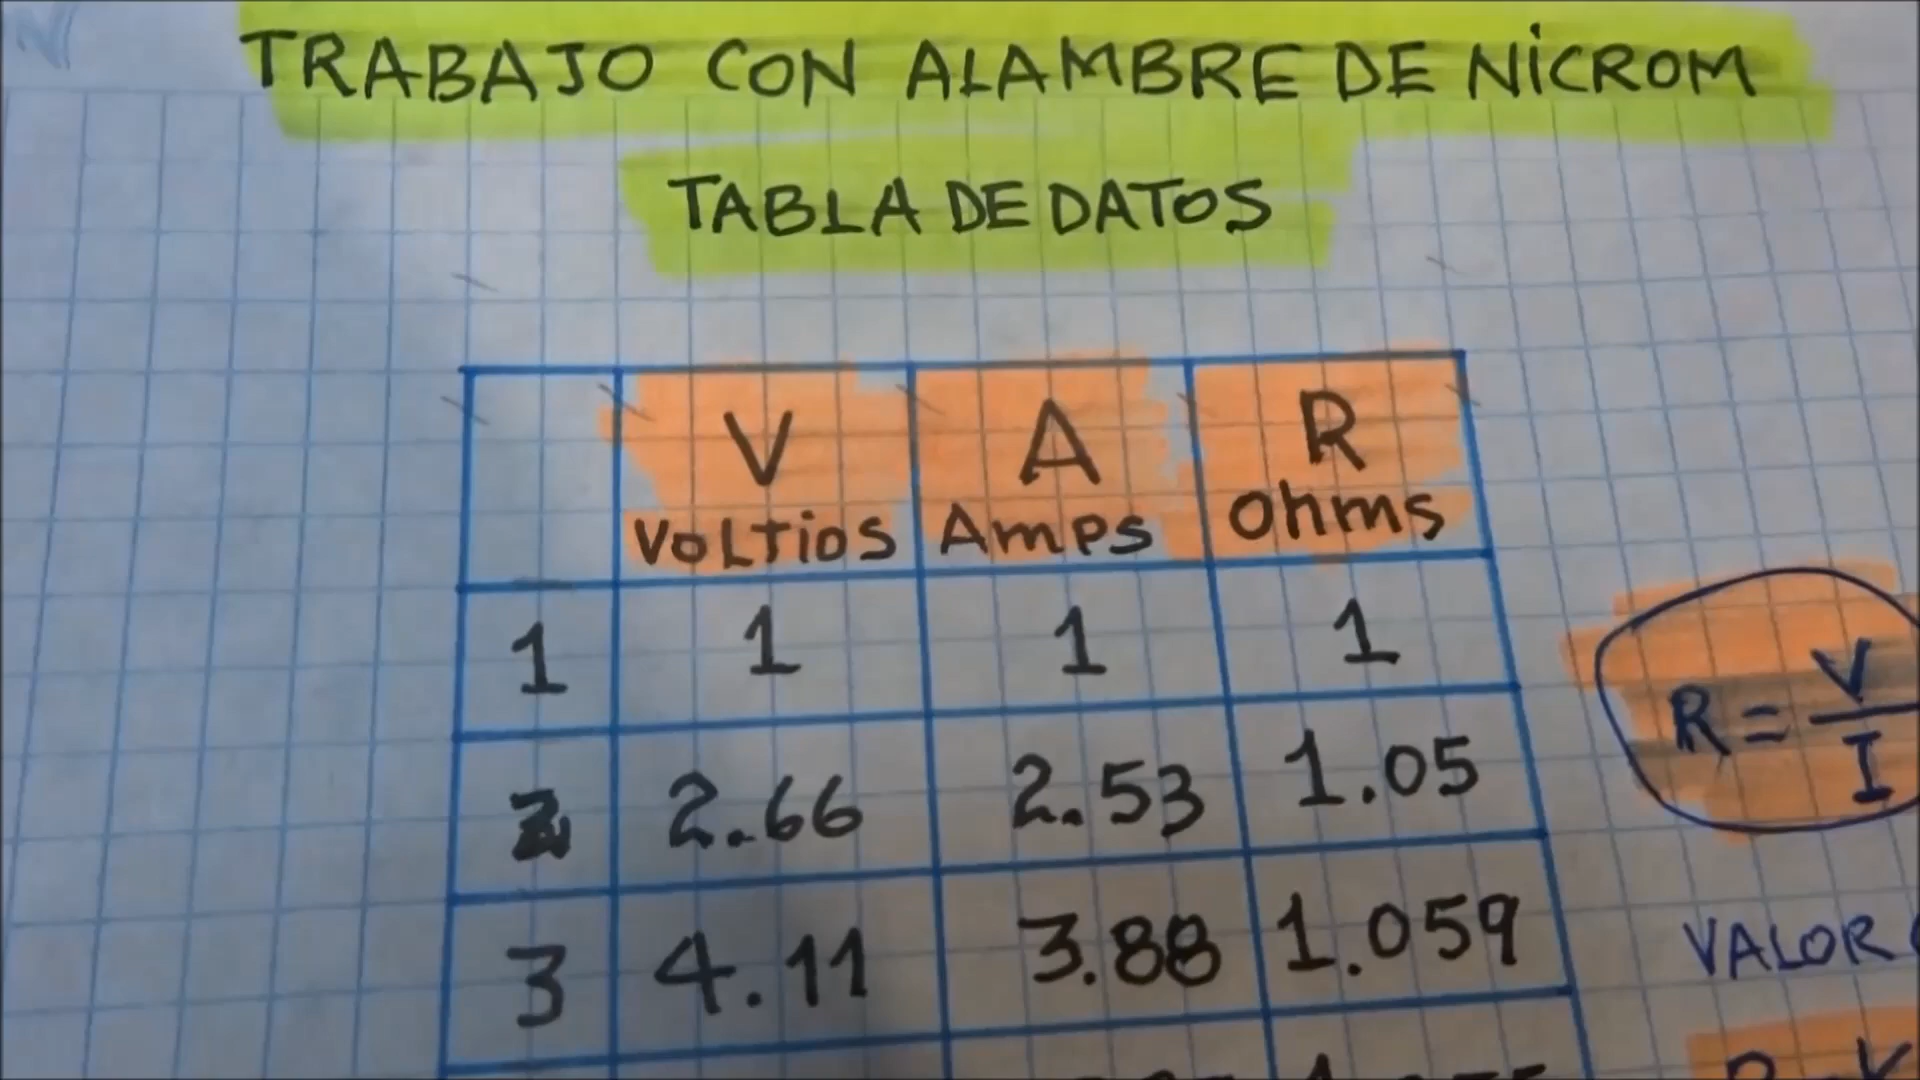 TRABAJO CON ALAMBRE DE NICROM
TABLA DE DATOS
V A R
VOLTIOS Amps ohms
1 1 1 1
2 2.66 2.53 1.05
3 4.11 3.88 1.059
R = V
I
VALOR